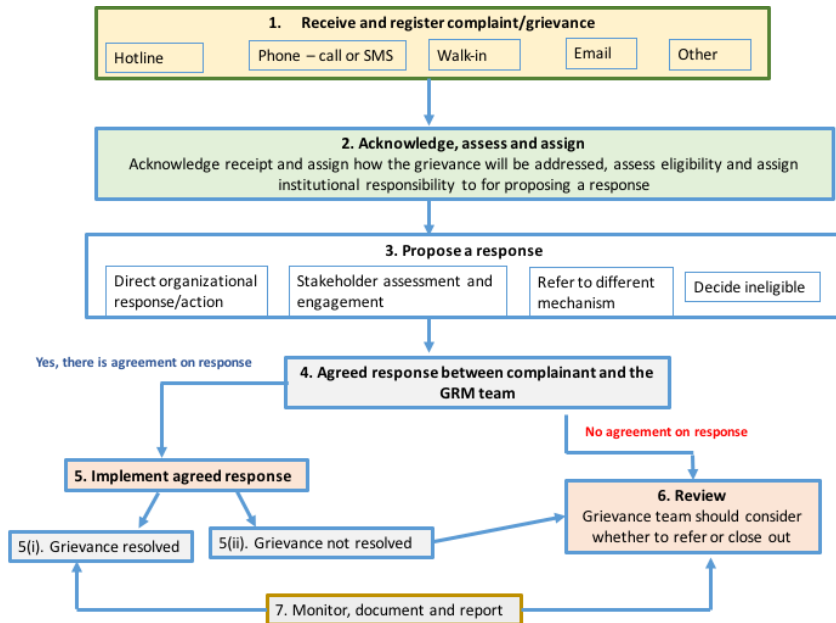 1. Receive and register complaint/grievance
Hotline
Phone – call or SMS
Walk-in
Email
Other
2. Acknowledge, assess and assign
Acknowledge receipt and assign how the grievance will be addressed, assess eligibility and assign
institutional responsibility to for proposing a response
3. Propose a response
Direct organizational
response/action
Stakeholder assessment and
engagement
Refer to different
mechanism
Decide ineligible
Yes, there is agreement on response
4. Agreed response between complainant and the
GRM team
No agreement on response
5. Implement agreed response
6. Review
Grievance team should consider
whether to refer or close out
5(i). Grievance resolved
5(ii). Grievance not resolved
7. Monitor, document and report